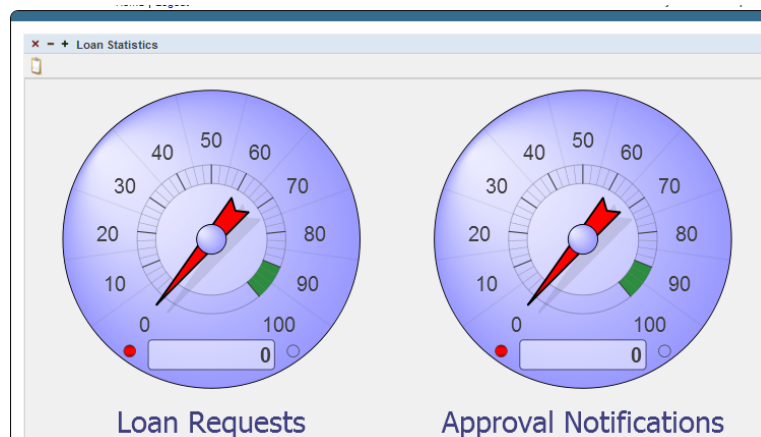 × − + Loan Statistics
50 50
40 60 40 60
30 70 30 70
20 80 20 80
10 90 10 90
0 100 0 100
0 0
Loan Requests Approval Notifications